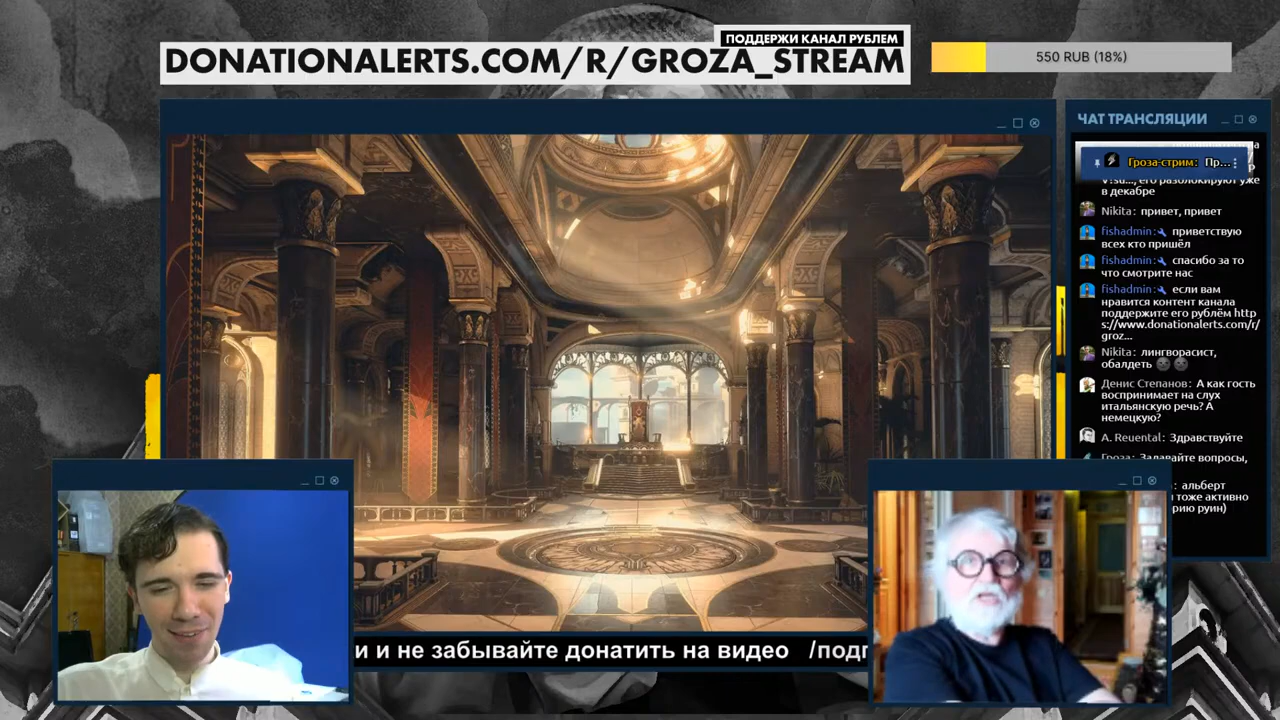 ПОДДЕРЖИ КАНАЛ РУБЛЕМ
DONATIONALERTS.COM/R/GROZA_STREAM
550 RUB (18%)
ЧАТ ТРАНСЛЯЦИИ
Гроза-стрим: Пр...
в декабре
Nikita: привет, привет
fishadmin: приветствую
всех кто пришёл
fishadmin: спасибо за то
что смотрите нас
fishadmin: если вам
нравится контент канала
поддержите его рублём http
s://www.donationalerts.com/r/
groz...
Nikita: лингворасист,
обалдеть
Денис Степанов: А как гость
воспринимает на слух
итальянскую речь? А
немецкую?
A. Reuental: Здравствуйте
Гроза: Задавайте вопросы,
: альберт
тоже активно
рию руин)
и и не забывайте донатить на видео /подп